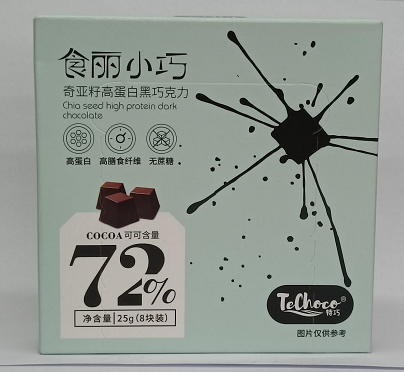 食丽小巧
奇亚籽高蛋白黑巧克力
Chia seed high protein dark
chocolate
高蛋白 高膳食纤维 无蔗糖
COCOA 可可含量
72%
净含量 25g(8块装)
TeChoco®
特巧
图片仅供参考